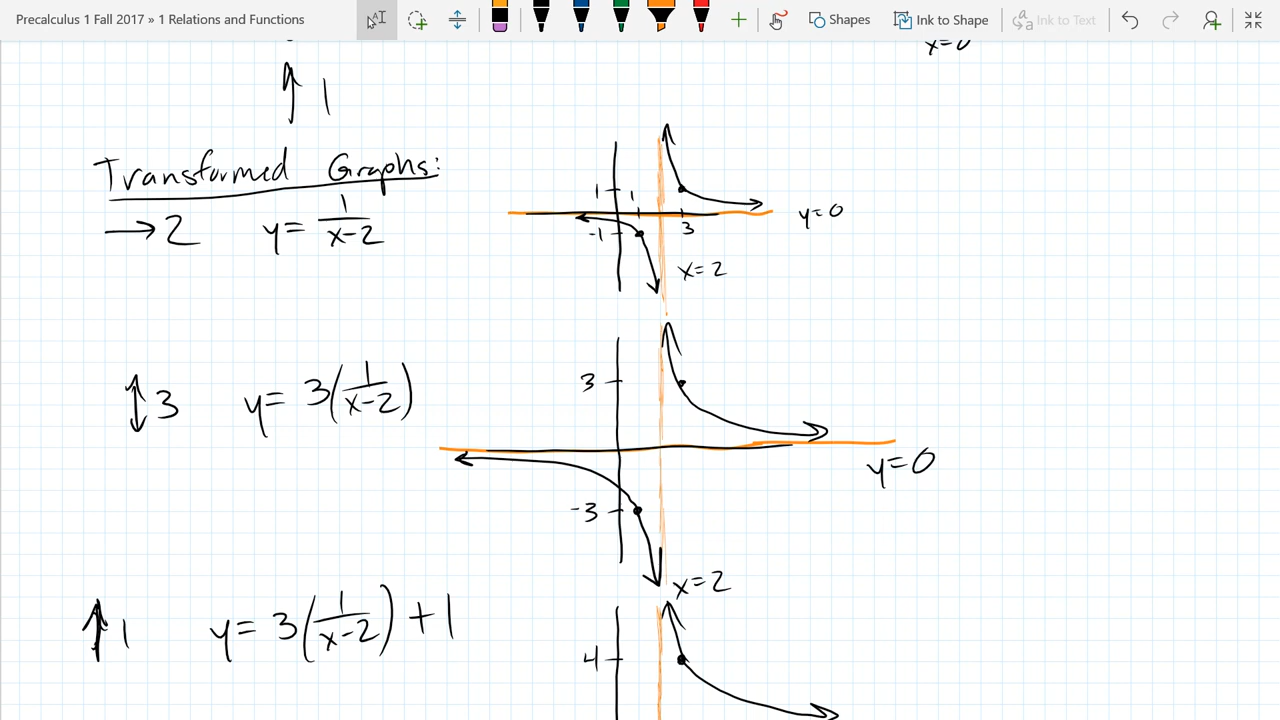 Precalculus 1 Fall 2017 » 1 Relations and Functions
Shapes
Ink to Shape
Ink to Text
x=0
↑ 1
Transformed Graphs:
→ 2 y = 1/(x-2)
1 1
-1 3
y=0
x=2
↕ 3 y = 3(1/(x-2))
3
-3
y=0
x=2
↑ 1 y = 3(1/(x-2)) + 1
4